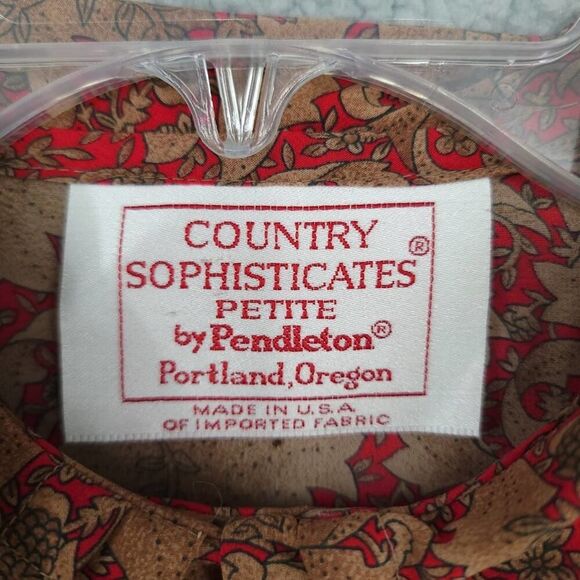 COUNTRY
SOPHISTICATES®
PETITE
by Pendleton®
Portland, Oregon
MADE IN U.S.A.
OF IMPORTED FABRIC